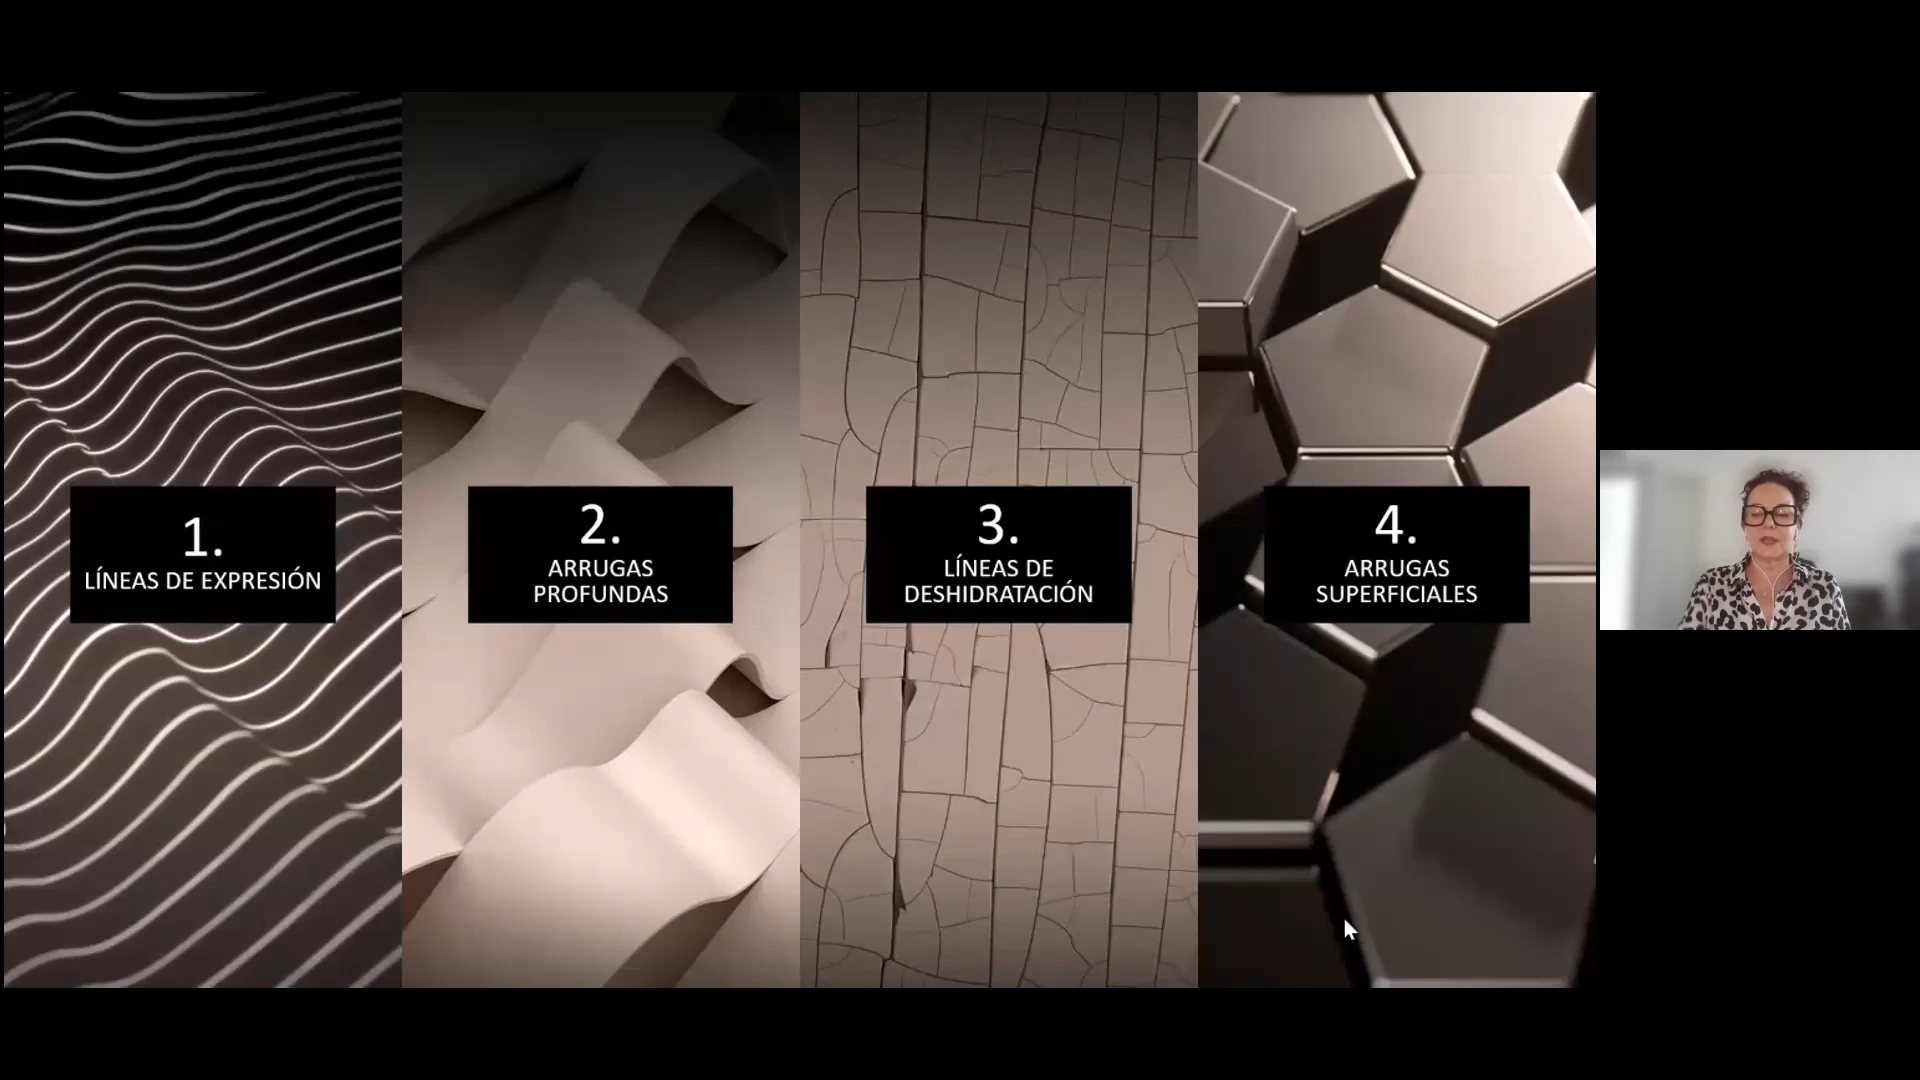 1.
LÍNEAS DE EXPRESIÓN
2.
ARRUGAS
PROFUNDAS
3.
LÍNEAS DE
DESHIDRATACIÓN
4.
ARRUGAS
SUPERFICIALES